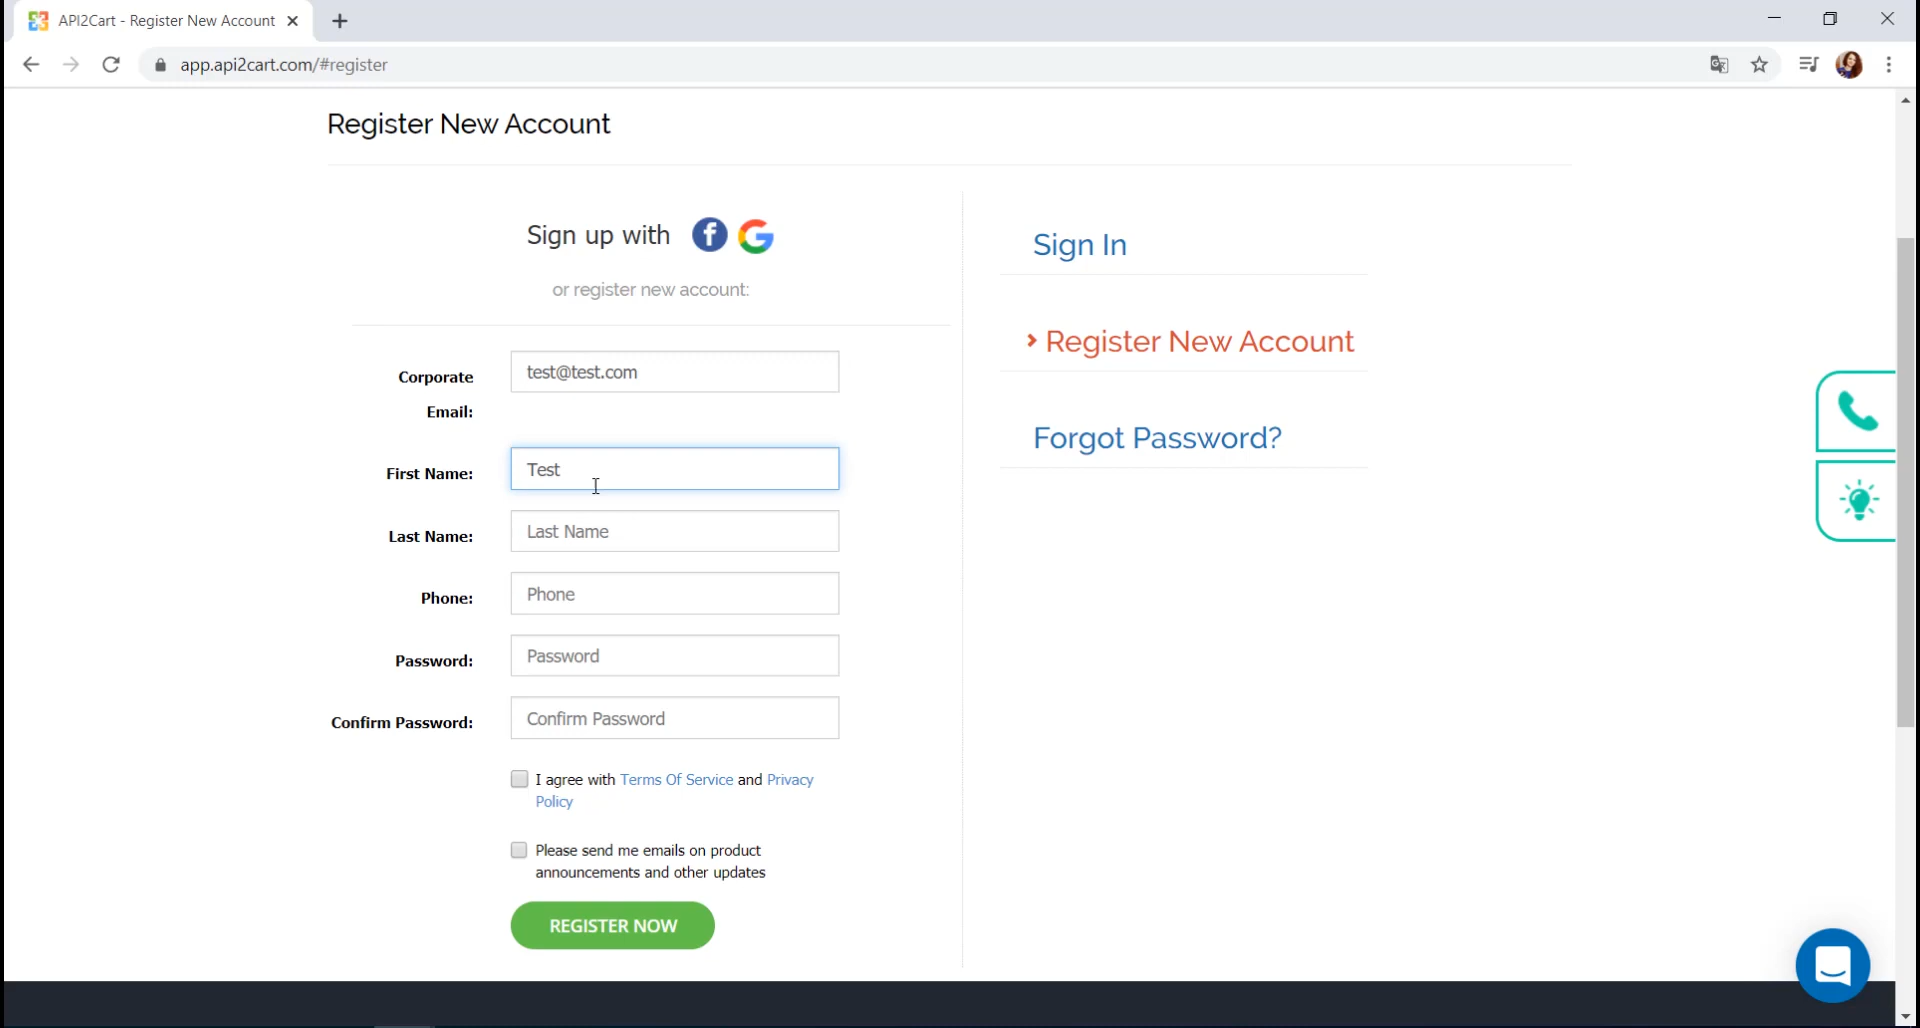 API2Cart - Register New Account
app.api2cart.com/#register
Register New Account
Sign up with
or register new account:
Corporate
Email:
test@test.com
First Name:
Test
Last Name:
Last Name
Phone:
Phone
Password:
Password
Confirm Password:
Confirm Password
I agree with Terms Of Service and Privacy
Policy
Please send me emails on product
announcements and other updates
REGISTER NOW
Sign In
Register New Account
Forgot Password?